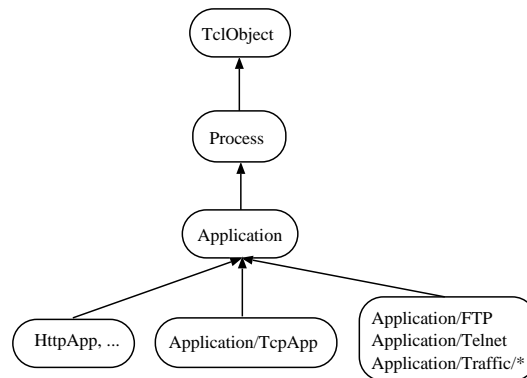 TclObject
Process
Application
HttpApp, ...
Application/TcpApp
Application/FTP
Application/Telnet
Application/Traffic/*